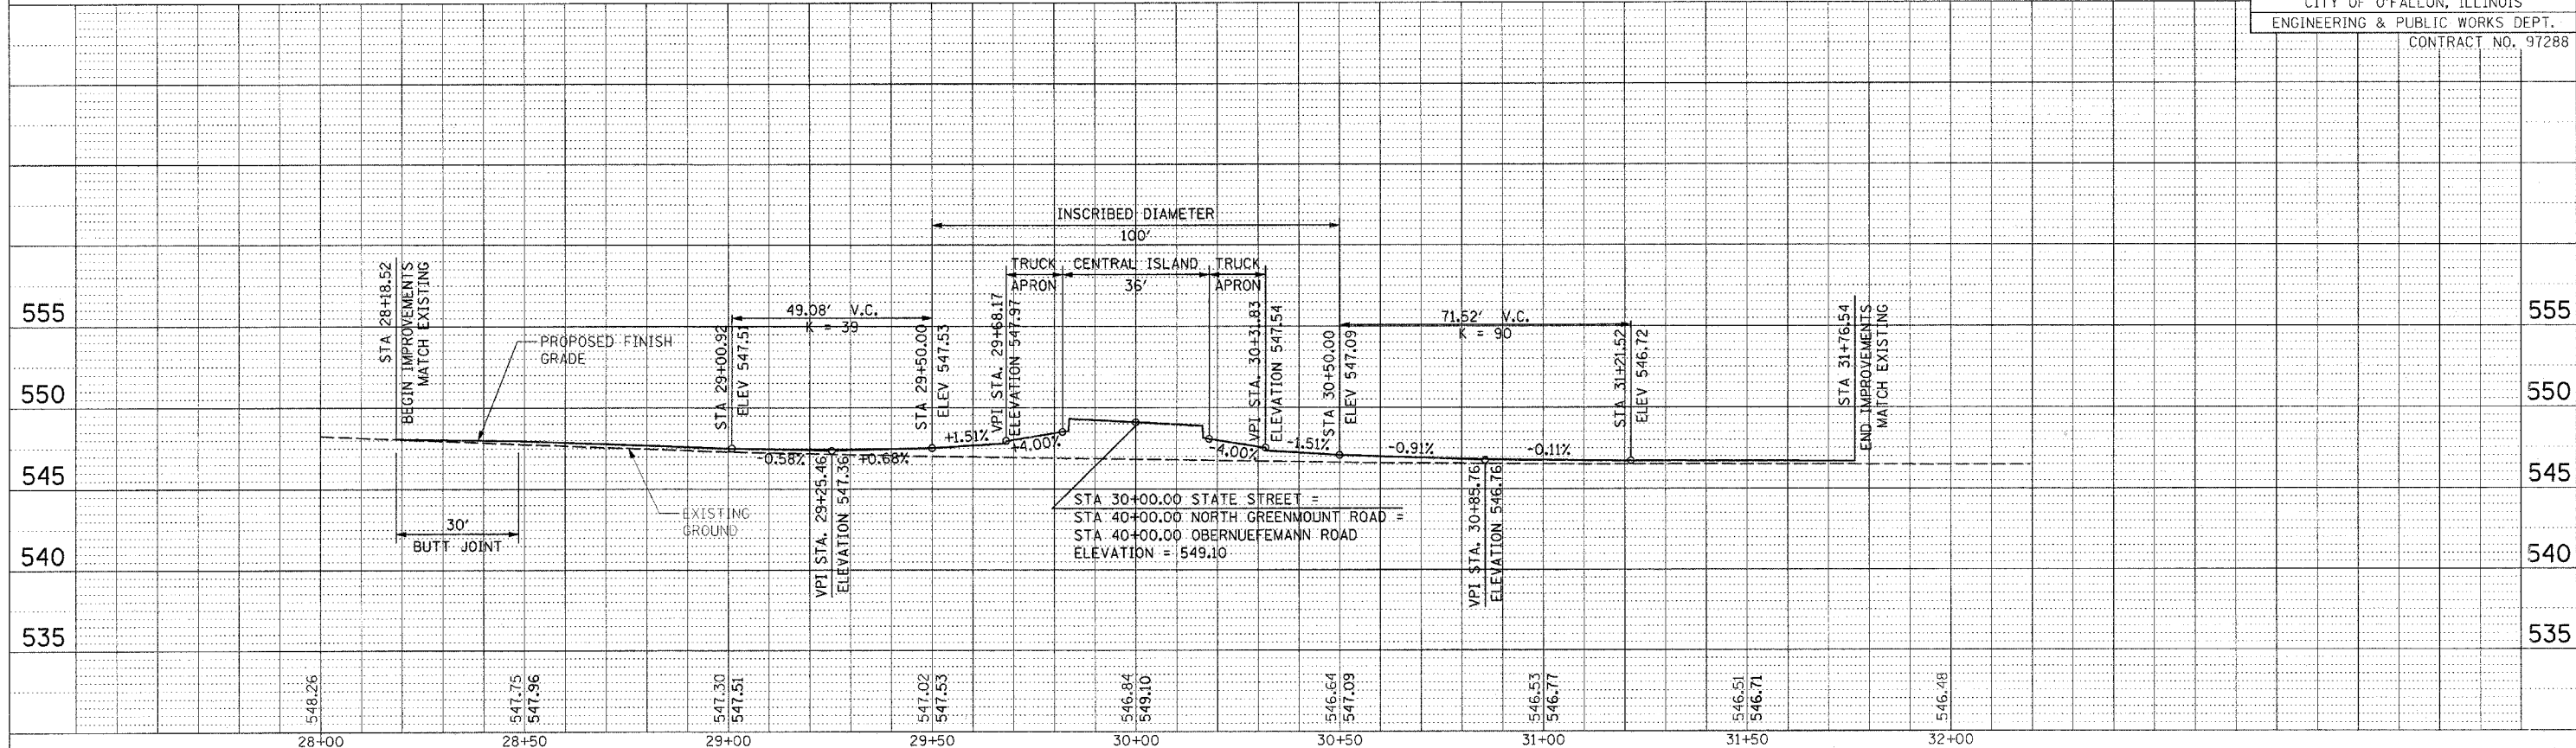 CITY OF O'FALLON, ILLINOIS
ENGINEERING & PUBLIC WORKS DEPT.
CONTRACT NO. 97288
INSCRIBED DIAMETER
100'
TRUCK APRON
CENTRAL ISLAND
36'
TRUCK APRON
STA 28+18.52
BEGIN IMPROVEMENTS
MATCH EXISTING
PROPOSED FINISH
GRADE
49.08' V.C.
K = 39
STA 29+00.92
ELEV 547.51
STA 29+50.00
ELEV 547.53
VPI STA. 29+68.17
ELEVATION 547.97
VPI STA. 30+31.83
ELEVATION 547.54
STA 30+50.00
ELEV 547.09
71.52' V.C.
K = 90
STA 31+21.52
ELEV 546.72
STA 31+76.54
END IMPROVEMENTS
MATCH EXISTING
555
555
550
550
545
545
540
540
535
535
-0.58%
+0.68%
+1.51%
+4.00%
-4.00%
-1.51%
-0.91%
-0.11%
VPI STA. 29+25.46
ELEVATION 547.36
VPI STA. 30+85.76
ELEVATION 546.76
30'
BUTT JOINT
EXISTING
GROUND
STA 30+00.00 STATE STREET =
STA 40+00.00 NORTH GREENMOUNT ROAD =
STA 40+00.00 OBERNUEFEMANN ROAD
ELEVATION = 549.10
548.26
547.75
547.96
547.30
547.51
547.02
547.53
546.84
549.10
546.64
547.09
546.53
546.77
546.51
546.71
546.48
28+00
28+50
29+00
29+50
30+00
30+50
31+00
31+50
32+00